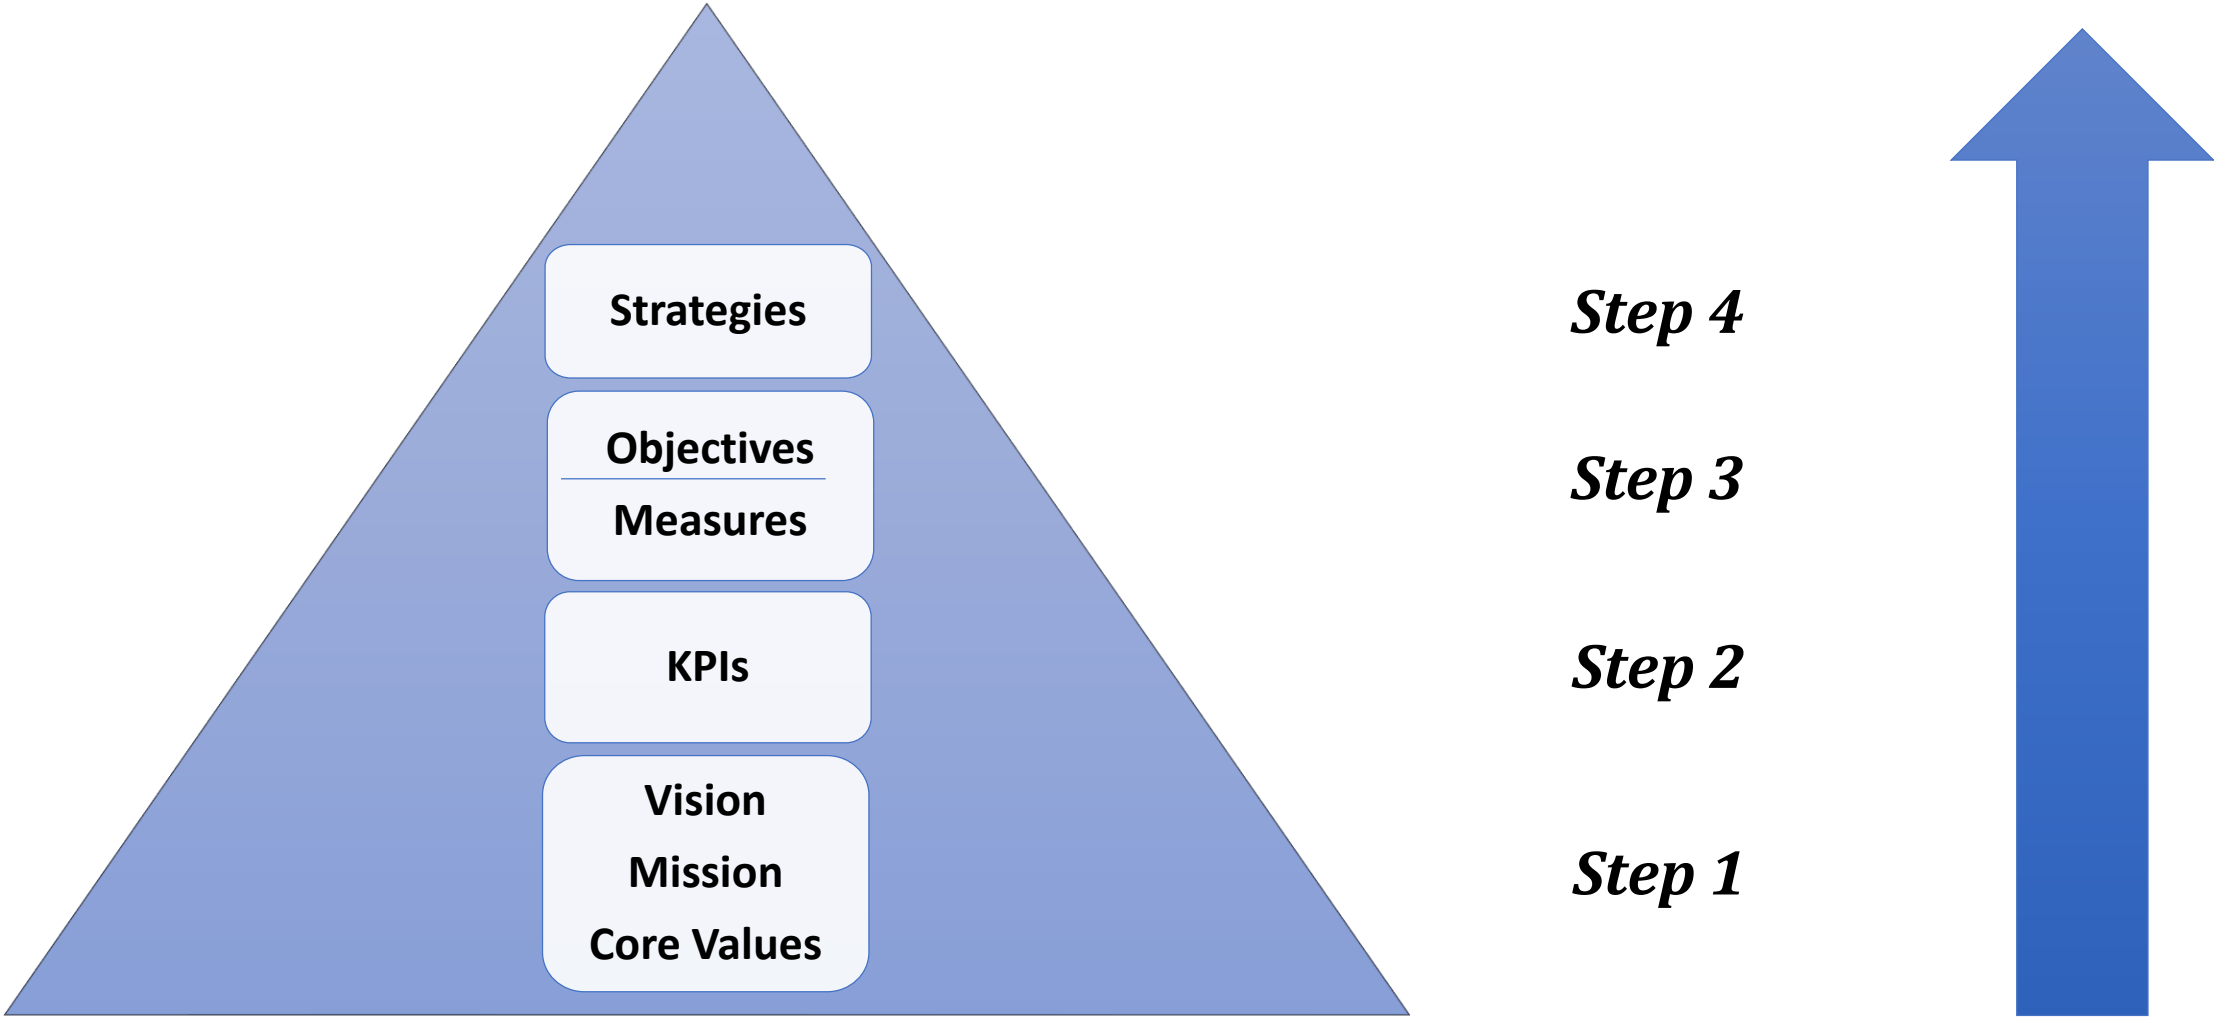 Strategies
Step 4
Objectives
Measures
Step 3
KPIs
Step 2
Vision
Mission
Core Values
Step 1